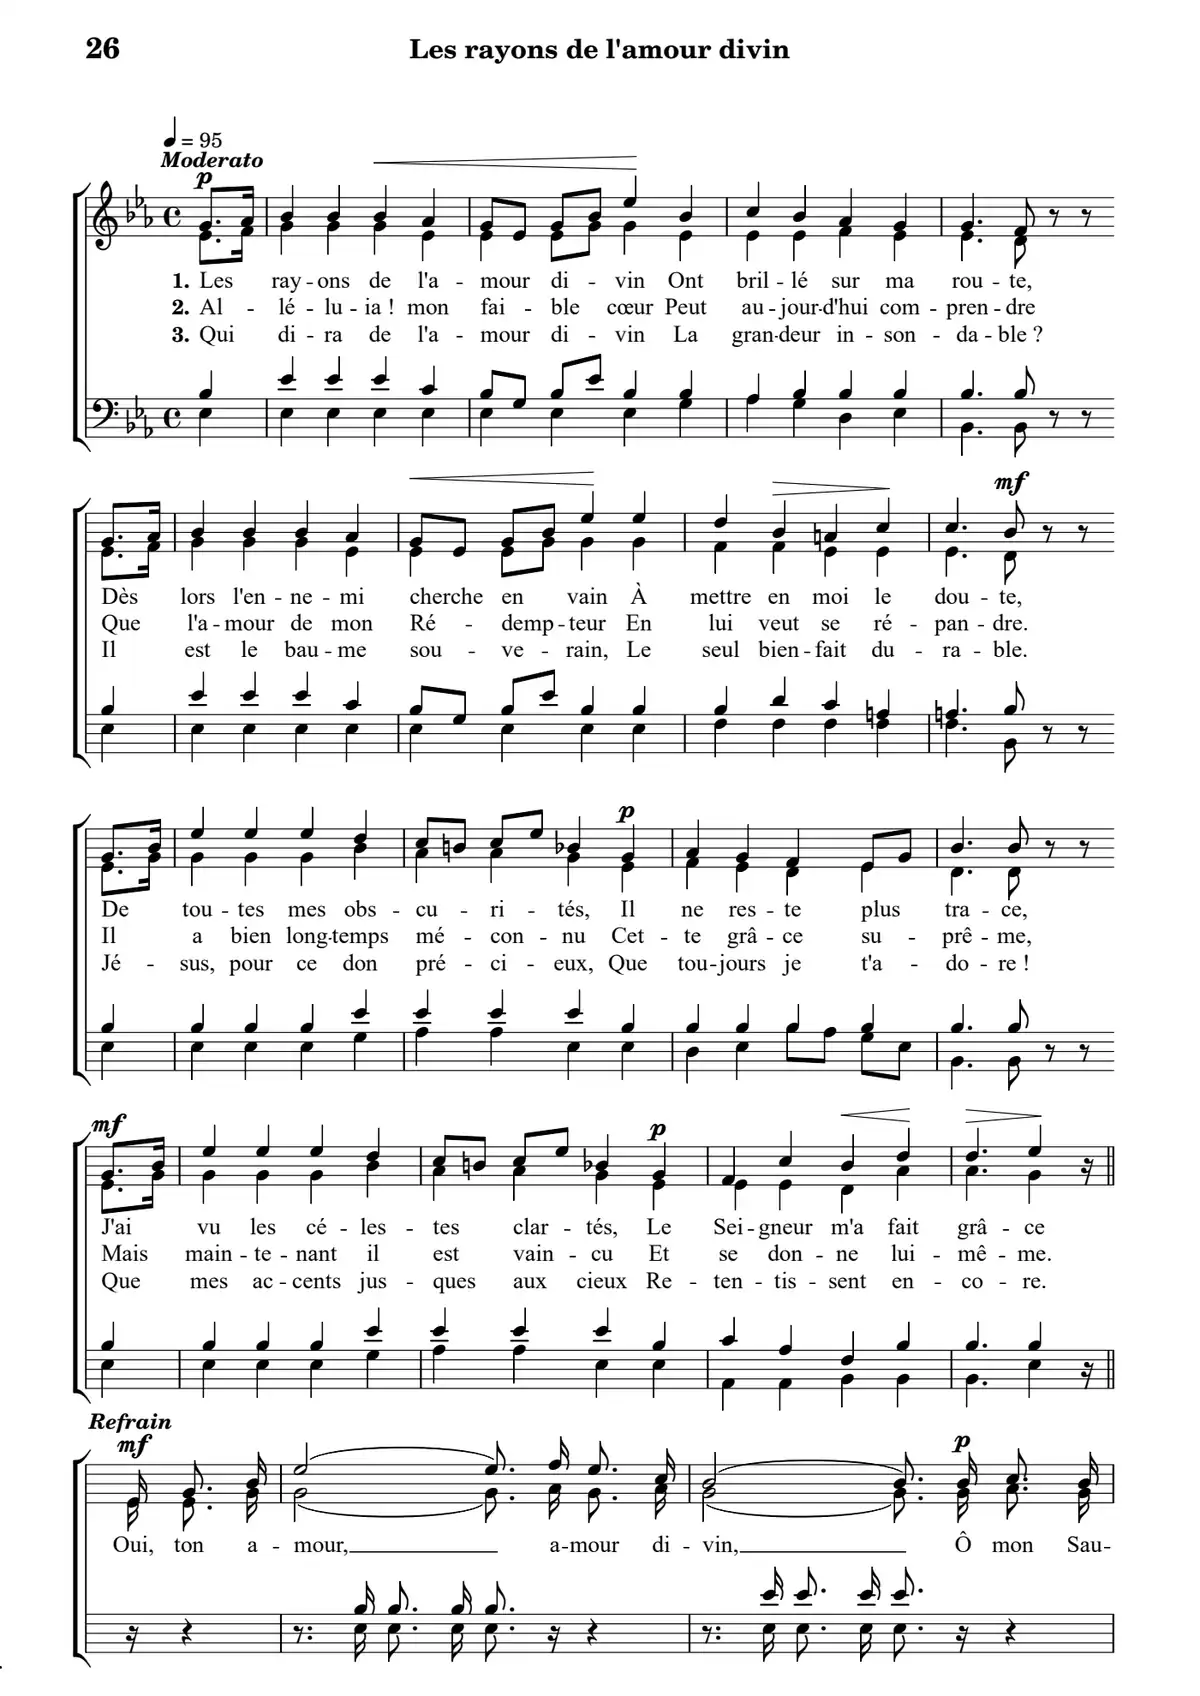 26 Les rayons de l'amour divin
= 95
Moderato
p
1. Les ray - ons de l'a - mour di - vin Ont bril - lé sur ma rou - te,
2. Al - lé - lu - ia ! mon fai - ble cœur Peut au - jour - d'hui com - pren - dre
3. Qui di - ra de l'a - mour di - vin La gran - deur in - son - da - ble ?
mf
Dès lors l'en - ne - mi cherche en vain À mettre en moi le dou - te,
Que l'a - mour de mon Ré - demp - teur En lui veut se ré - pan - dre.
Il est le bau - me sou - ve - rain, Le seul bien - fait du - ra - ble.
p
De tou - tes mes obs - cu - ri - tés, Il ne res - te plus tra - ce,
Il a bien long - temps mé - con - nu Cet - te grâ - ce su - prê - me,
Jé - sus, pour ce don pré - ci - eux, Que tou - jours je t'a - do - re !
mf p
J'ai vu les cé - les - tes clar - tés, Le Sei - gneur m'a fait grâ - ce
Mais main - te - nant il est vain - cu Et se don - ne lui - mê - me.
Que mes ac - cents jus - ques aux cieux Re - ten - tis - sent en - co - re.
Refrain
mf p
Oui, ton a - mour, a - mour di - vin, Ô mon Sau -